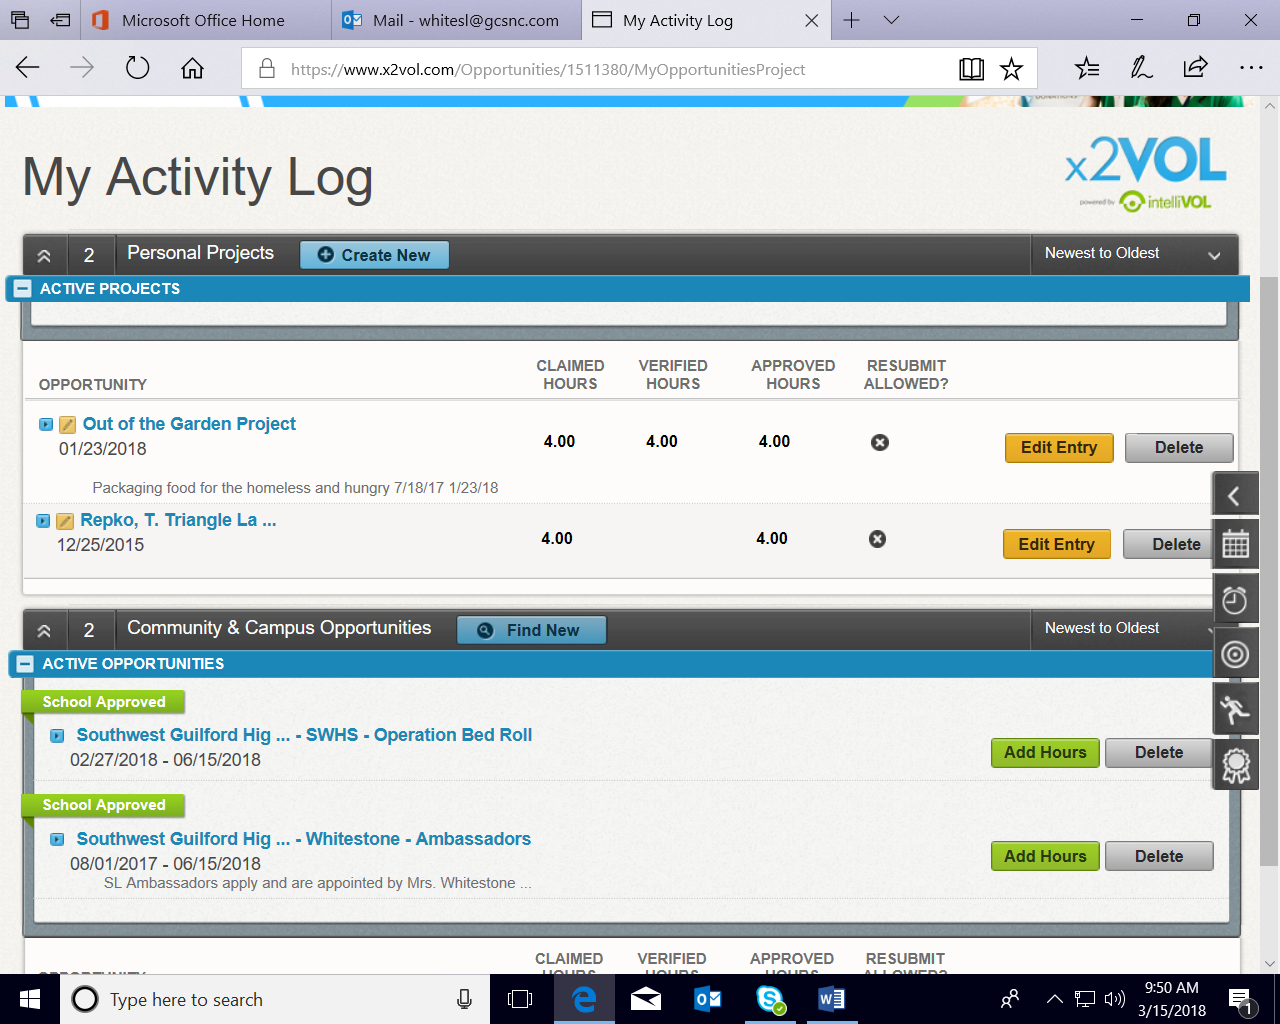 Microsoft Office Home
Mail - whitesl@gcsnc.com
My Activity Log
https://www.x2vol.com/Opportunities/1511380/MyOpportunitiesProject
My Activity Log
x2VOL
powered by intelliVOL
2 Personal Projects Create New Newest to Oldest
ACTIVE PROJECTS
OPPORTUNITY CLAIMED HOURS VERIFIED HOURS APPROVED HOURS RESUBMIT ALLOWED?
Out of the Garden Project
01/23/2018 4.00 4.00 4.00 Edit Entry Delete
Packaging food for the homeless and hungry 7/18/17 1/23/18
Repko, T. Triangle La ...
12/25/2015 4.00 4.00 Edit Entry Delete
2 Community & Campus Opportunities Find New Newest to Oldest
ACTIVE OPPORTUNITIES
School Approved
Southwest Guilford Hig ... - SWHS - Operation Bed Roll
02/27/2018 - 06/15/2018 Add Hours Delete
School Approved
Southwest Guilford Hig ... - Whitestone - Ambassadors
08/01/2017 - 06/15/2018 Add Hours Delete
SL Ambassadors apply and are appointed by Mrs. Whitestone ...
OPPORTUNITY CLAIMED HOURS VERIFIED HOURS APPROVED HOURS RESUBMIT ALLOWED?
Type here to search
9:50 AM
3/15/2018
1